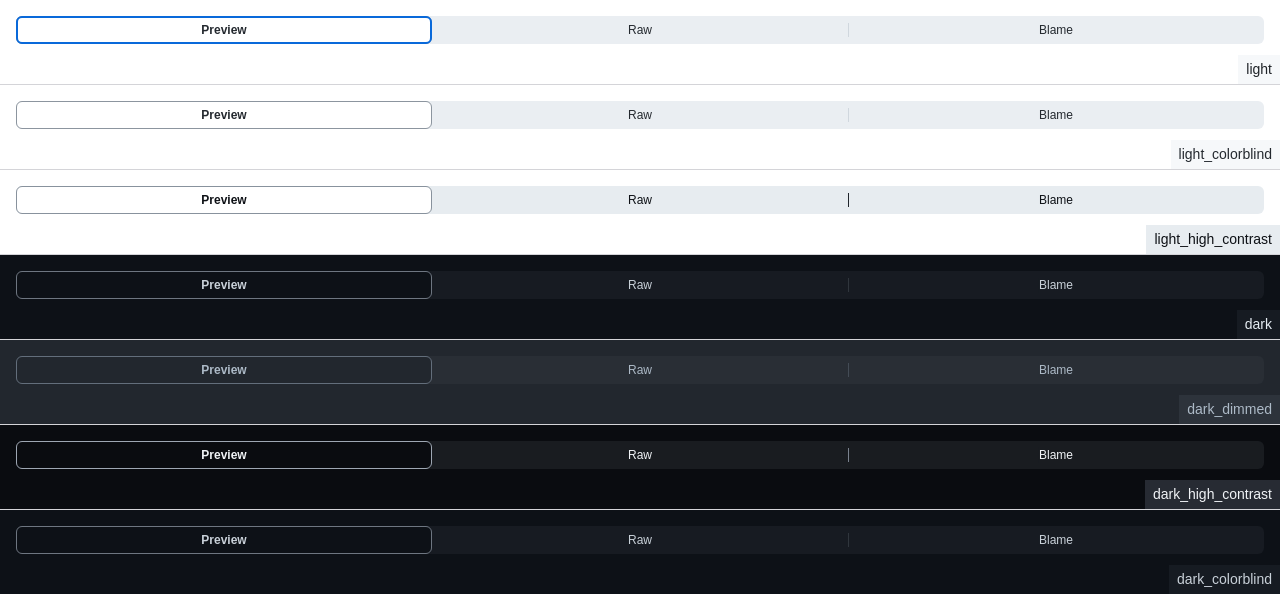 Preview Raw Blame
light
Preview Raw Blame
light_colorblind
Preview Raw Blame
light_high_contrast
Preview Raw Blame
dark
Preview Raw Blame
dark_dimmed
Preview Raw Blame
dark_high_contrast
Preview Raw Blame
dark_colorblind